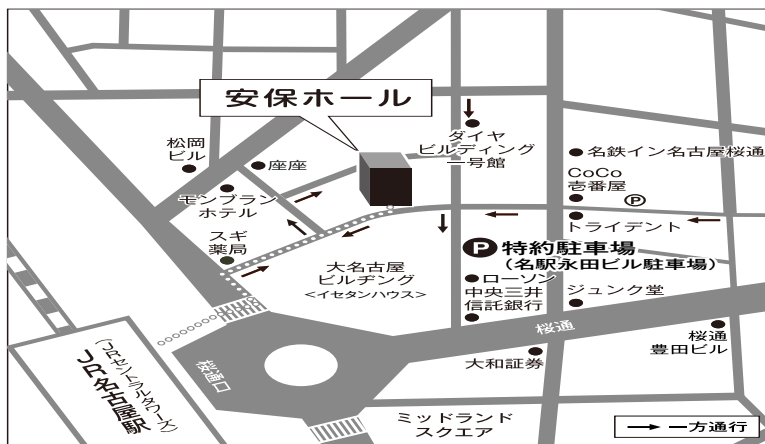 安保ホール
松岡
ビル
座座
モンブラン
ホテル
スギ
薬局
ダイヤ
ビルディング
一号館
名鉄イン名古屋桜通
CoCo
壱番屋
P
トライデント
P 特約駐車場
(名駅永田ビル駐車場)
大名古屋
ビルヂング
<イセタンハウス>
ローソン
中央三井
信託銀行
ジュンク堂
桜通
桜通
豊田ビル
大和証券
桜通口
JR名古屋駅
(JRセントラルタワーズ)
ミッドランド
スクエア
一方通行